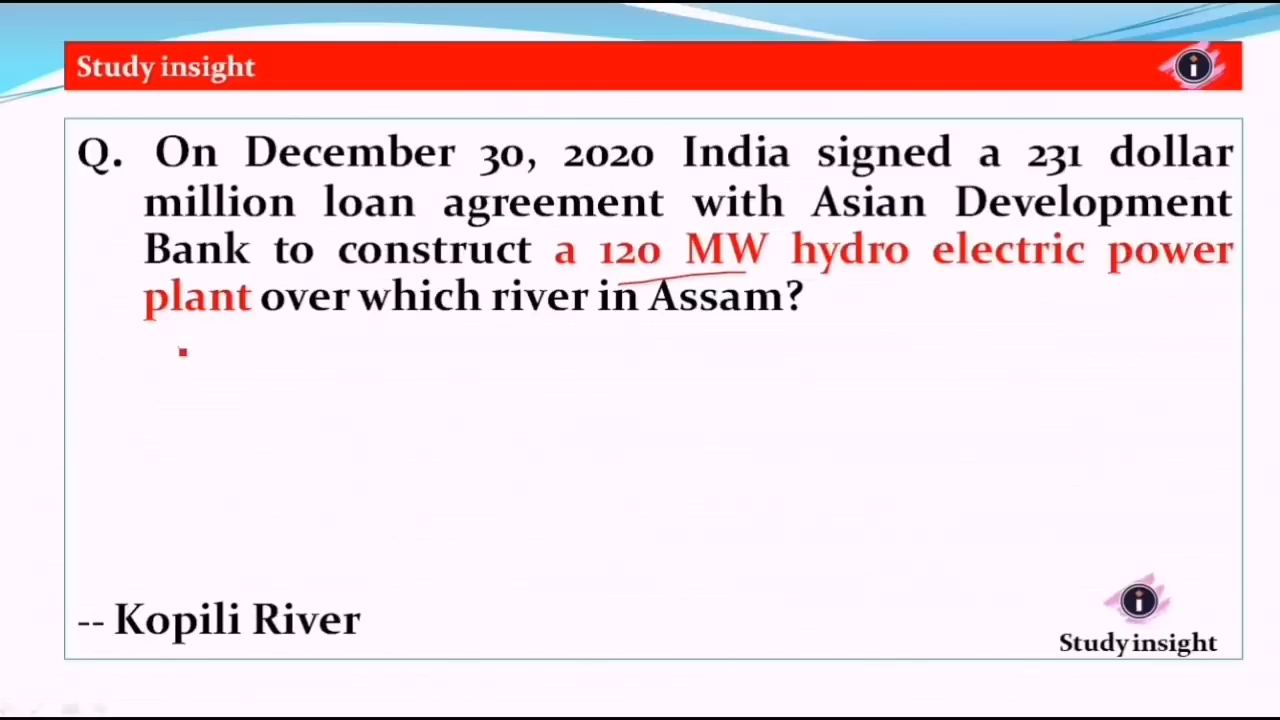 Study insight
Q. On December 30, 2020 India signed a 231 dollar
million loan agreement with Asian Development
Bank to construct a 120 MW hydro electric power
plant over which river in Assam?
-- Kopili River
Study insight